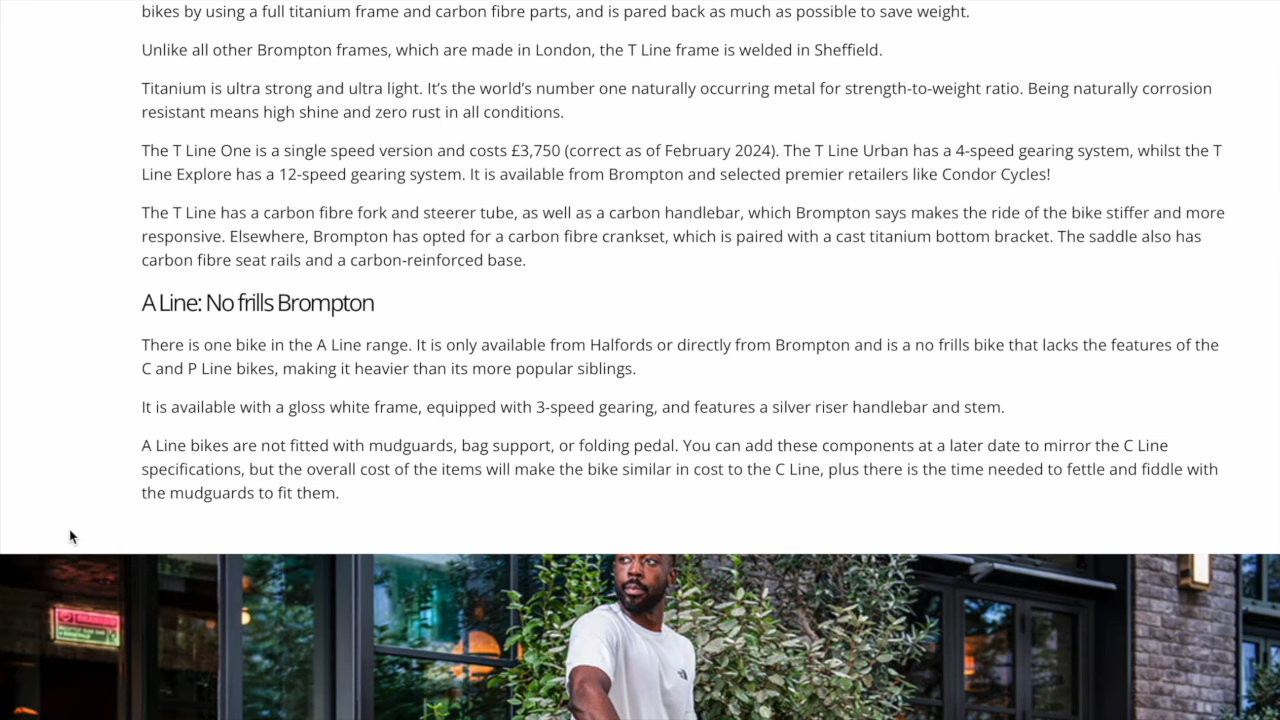 bikes by using a full titanium frame and carbon fibre parts, and is pared back as much as possible to save weight.
Unlike all other Brompton frames, which are made in London, the T Line frame is welded in Sheffield.
Titanium is ultra strong and ultra light. It’s the world’s number one naturally occurring metal for strength-to-weight ratio. Being naturally corrosion
resistant means high shine and zero rust in all conditions.
The T Line One is a single speed version and costs £3,750 (correct as of February 2024). The T Line Urban has a 4-speed gearing system, whilst the T
Line Explore has a 12-speed gearing system. It is available from Brompton and selected premier retailers like Condor Cycles!
The T Line has a carbon fibre fork and steerer tube, as well as a carbon handlebar, which Brompton says makes the ride of the bike stiffer and more
responsive. Elsewhere, Brompton has opted for a carbon fibre crankset, which is paired with a cast titanium bottom bracket. The saddle also has
carbon fibre seat rails and a carbon-reinforced base.
A Line: No frills Brompton
There is one bike in the A Line range. It is only available from Halfords or directly from Brompton and is a no frills bike that lacks the features of the
C and P Line bikes, making it heavier than its more popular siblings.
It is available with a gloss white frame, equipped with 3-speed gearing, and features a silver riser handlebar and stem.
A Line bikes are not fitted with mudguards, bag support, or folding pedal. You can add these components at a later date to mirror the C Line
specifications, but the overall cost of the items will make the bike similar in cost to the C Line, plus there is the time needed to fettle and fiddle with
the mudguards to fit them.